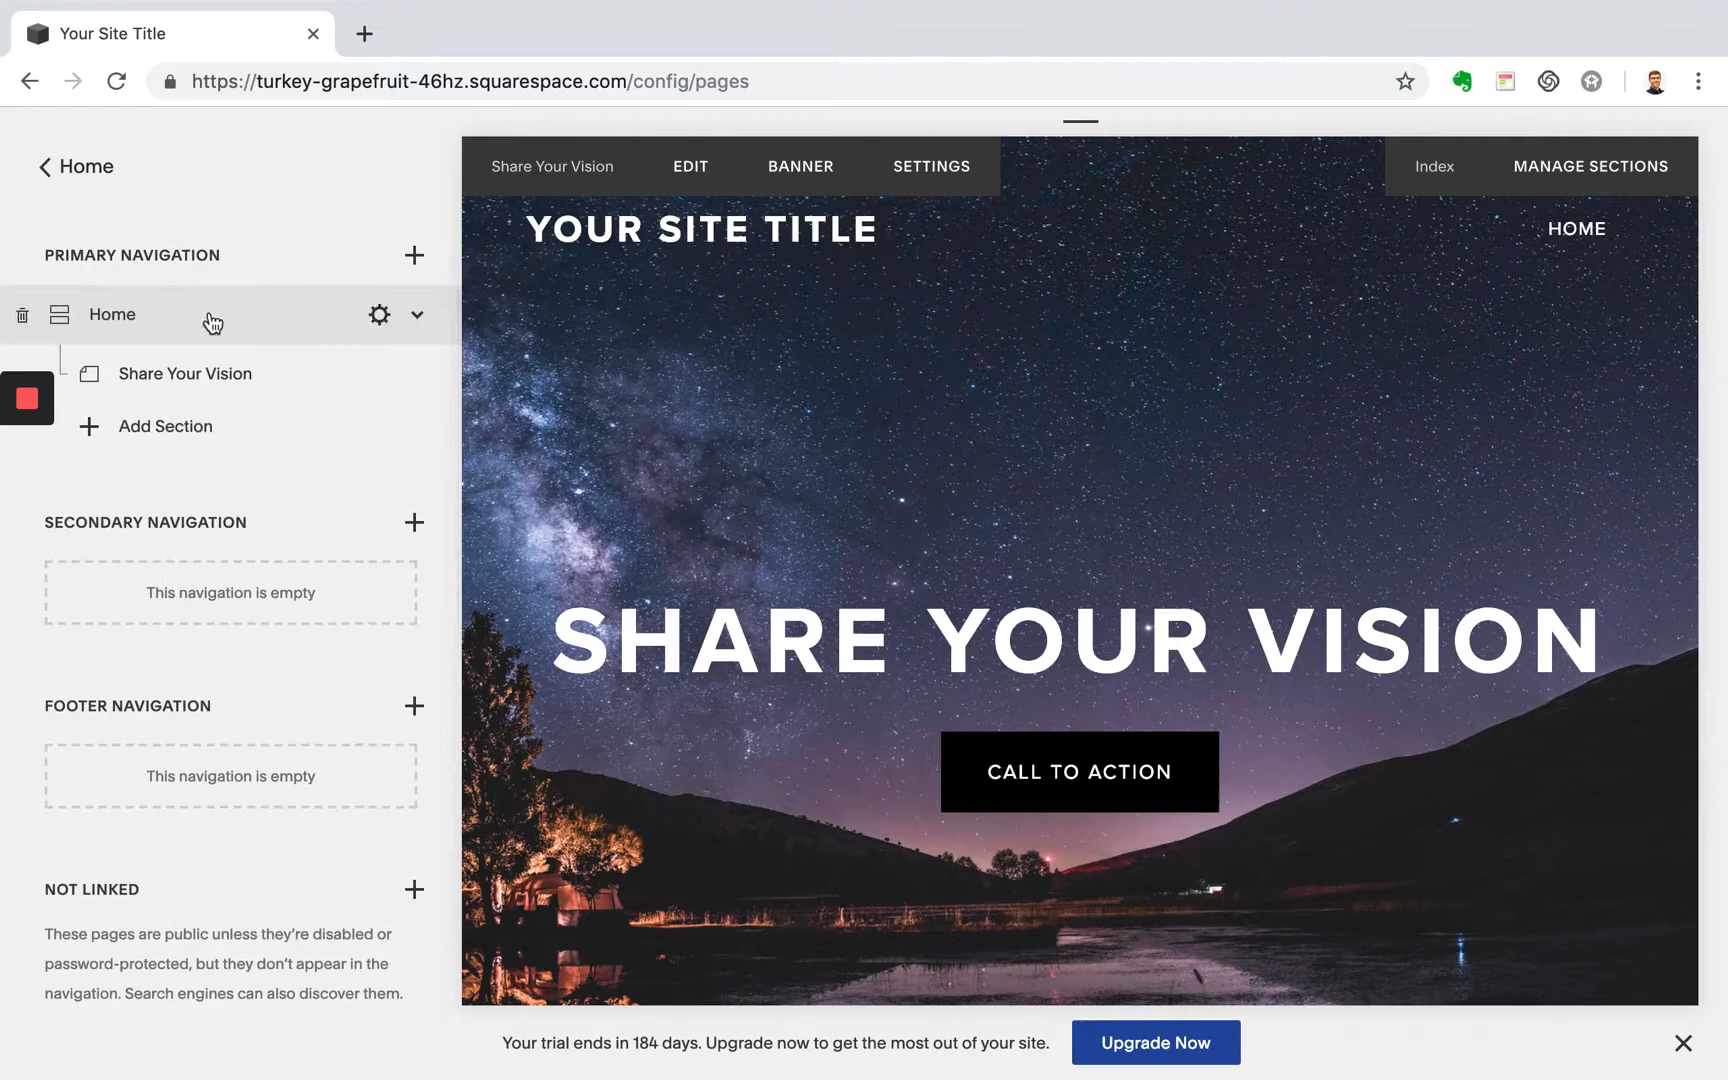 Your Site Title
https://turkey-grapefruit-46hz.squarespace.com/config/pages
Home
PRIMARY NAVIGATION
Home
Share Your Vision
Add Section
SECONDARY NAVIGATION
This navigation is empty
FOOTER NAVIGATION
This navigation is empty
NOT LINKED
These pages are public unless they’re disabled or
password-protected, but they don’t appear in the
navigation. Search engines can also discover them.
Share Your Vision EDIT BANNER SETTINGS
Index MANAGE SECTIONS
YOUR SITE TITLE
HOME
SHARE YOUR VISION
CALL TO ACTION
Your trial ends in 184 days. Upgrade now to get the most out of your site.
Upgrade Now